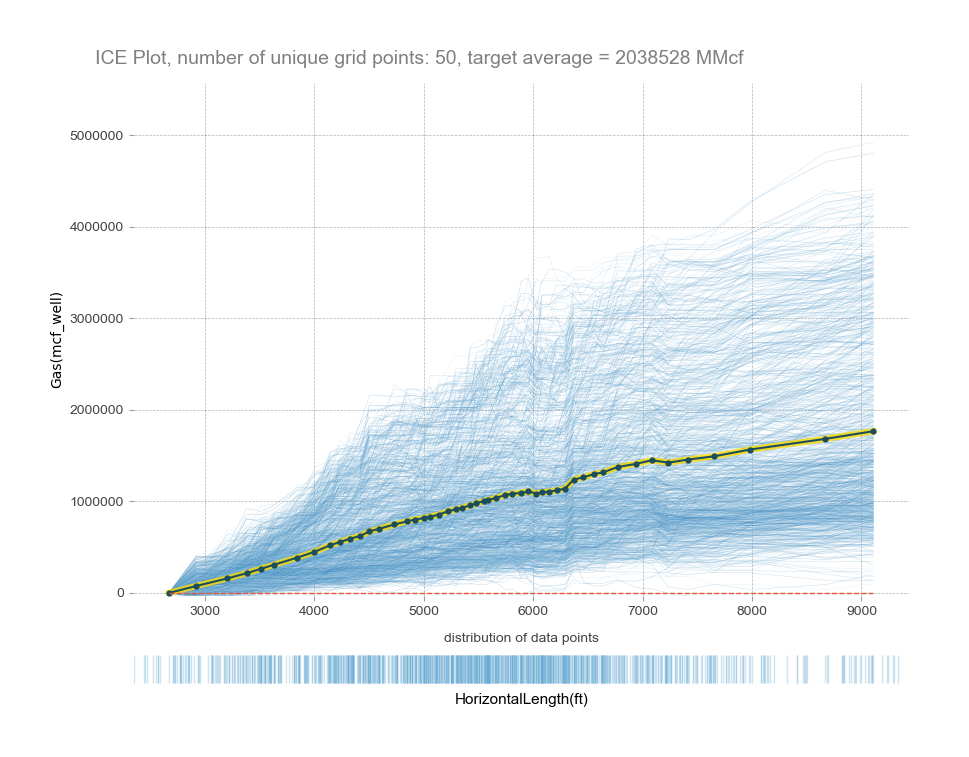 ICE Plot, number of unique grid points: 50, target average = 2038528 MMcf
5000000
4000000
3000000
2000000
1000000
0
Gas(mcf_well)
3000 4000 5000 6000 7000 8000 9000
distribution of data points
HorizontalLength(ft)